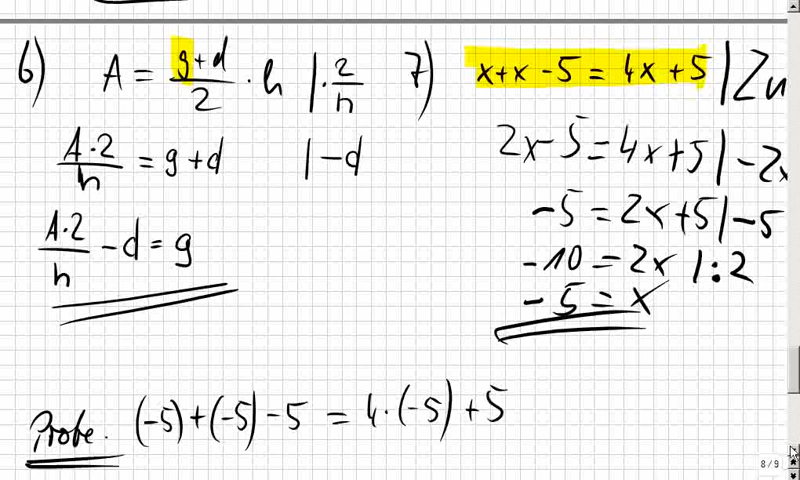 6) A = (g+d)/2 · h | · 2/h
(A·2)/h = g+d | -d
(A·2)/h - d = g
7) x+x-5 = 4x+5 | Zu
2x-5 = 4x+5 | -2x
-5 = 2x+5 | -5
-10 = 2x | :2
-5 = x
Probe: (-5)+(-5)-5 = 4·(-5)+5
8/9